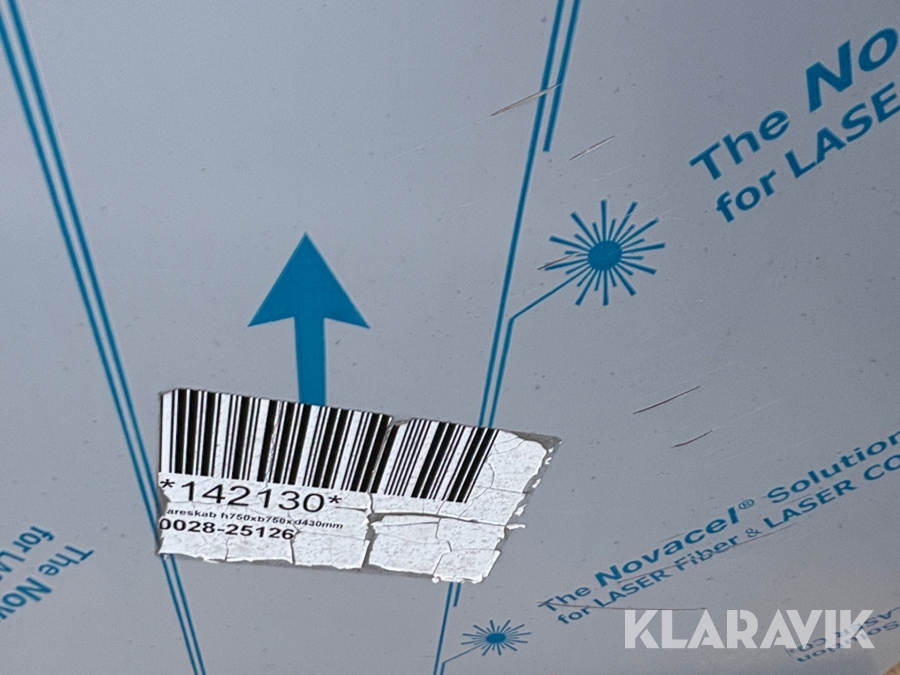 The No
for LASE
*142130*
areskab h750xb750xd430mm
0028-25126
The Nov
for LA
The Novacel® Solution
for LASER Fiber & LASER CO
KLARAVIK